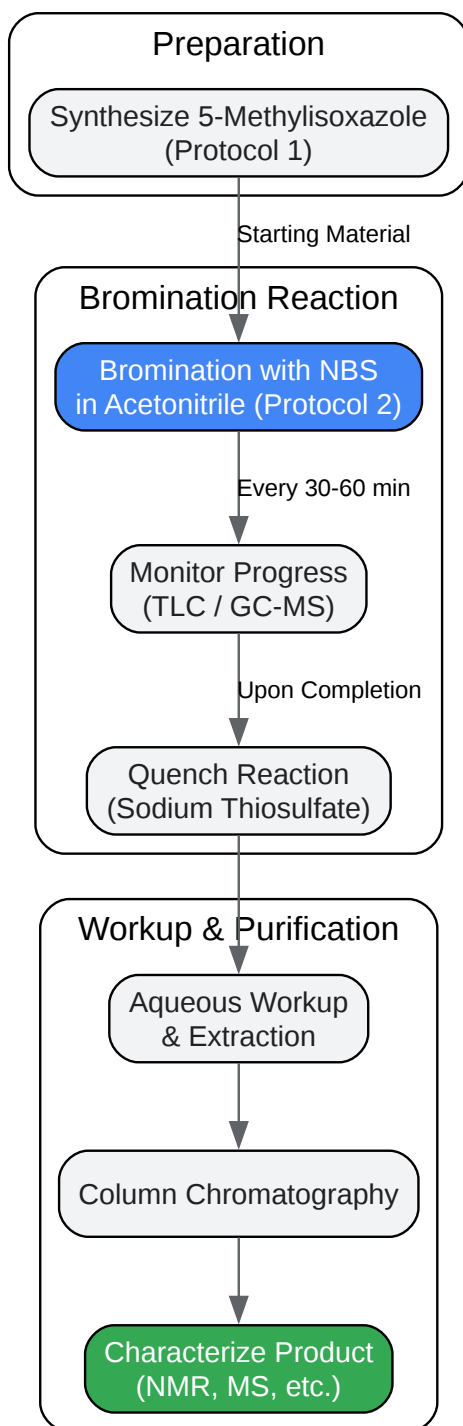 Preparation
Synthesize 5-Methylisoxazole
(Protocol 1)
Starting Material
Bromination Reaction
Bromination with NBS
in Acetonitrile (Protocol 2)
Every 30-60 min
Monitor Progress
(TLC / GC-MS)
Upon Completion
Quench Reaction
(Sodium Thiosulfate)
Workup & Purification
Aqueous Workup
& Extraction
Column Chromatography
Characterize Product
(NMR, MS, etc.)